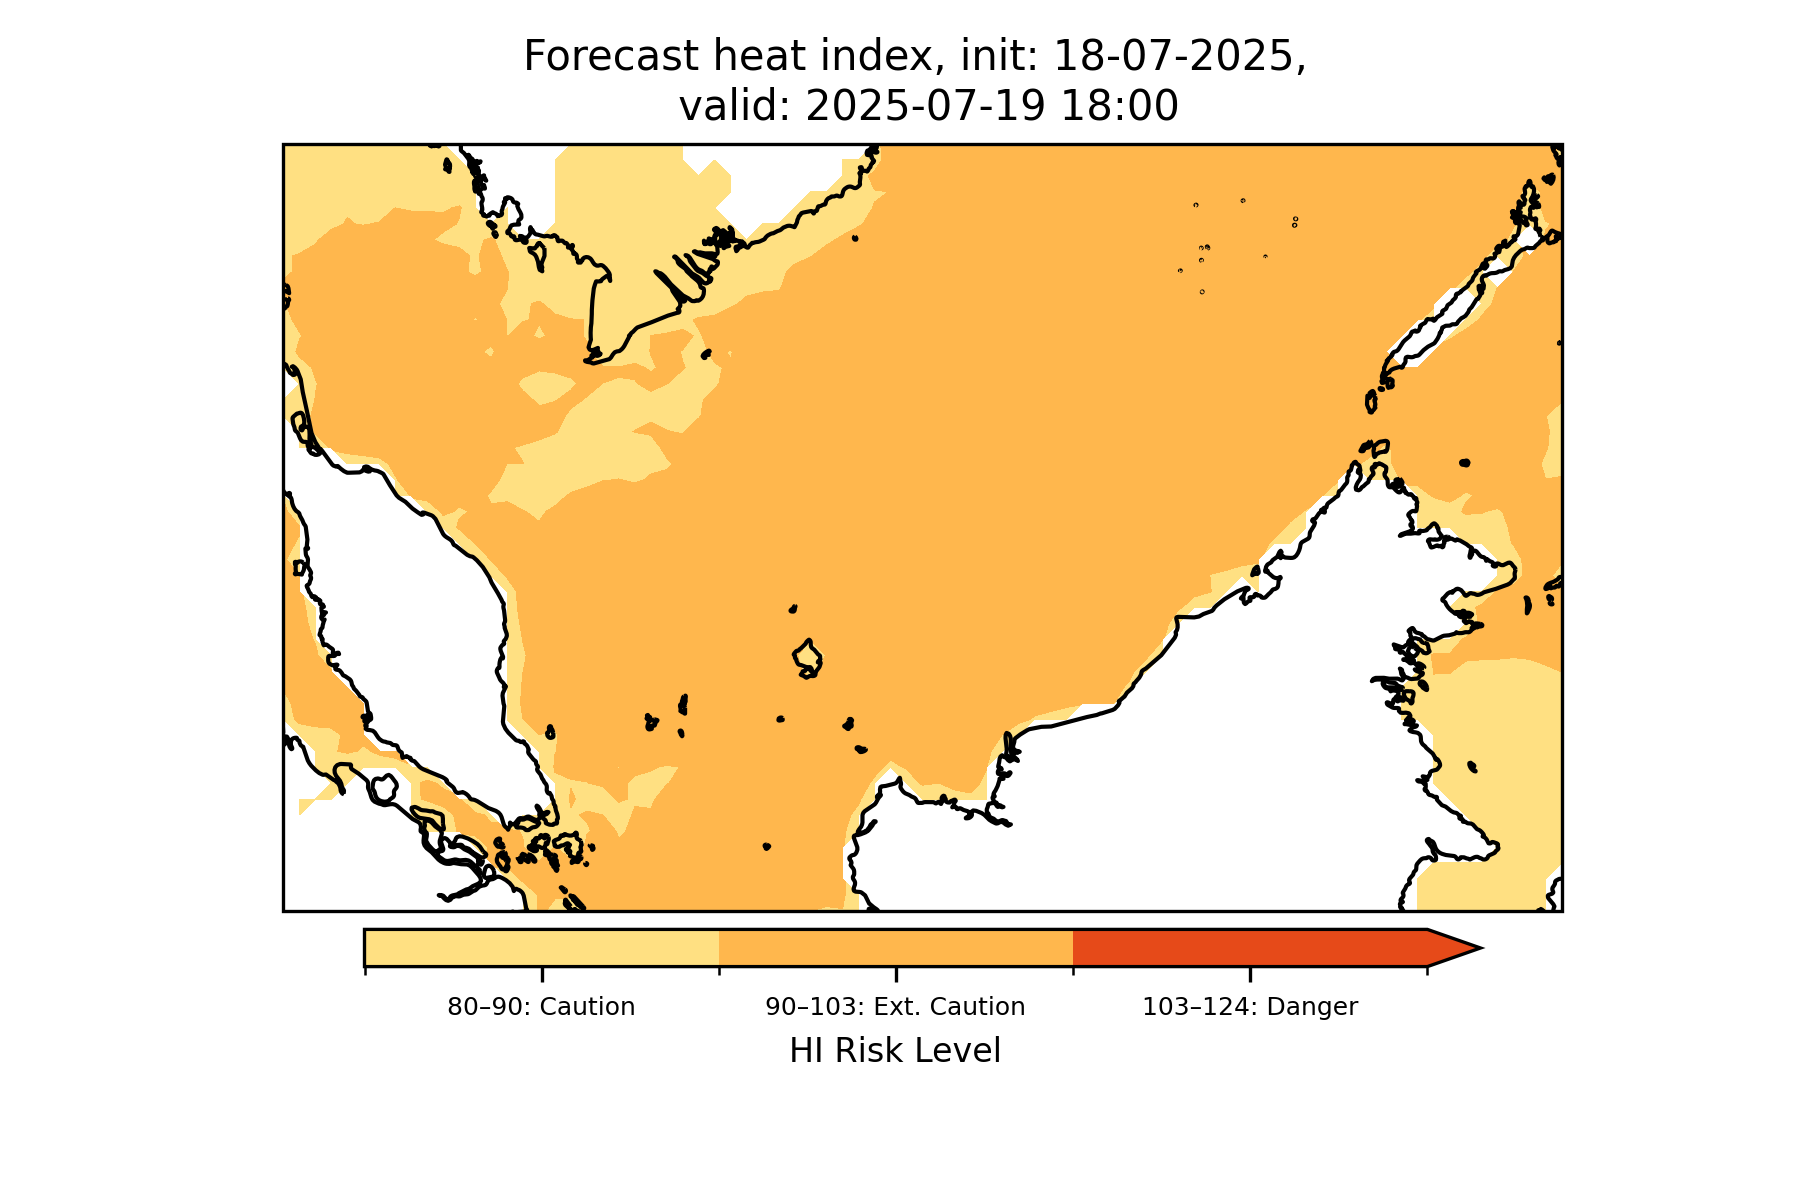 Forecast heat index, init: 18-07-2025,
valid: 2025-07-19 18:00
80–90: Caution
90–103: Ext. Caution
103–124: Danger
HI Risk Level